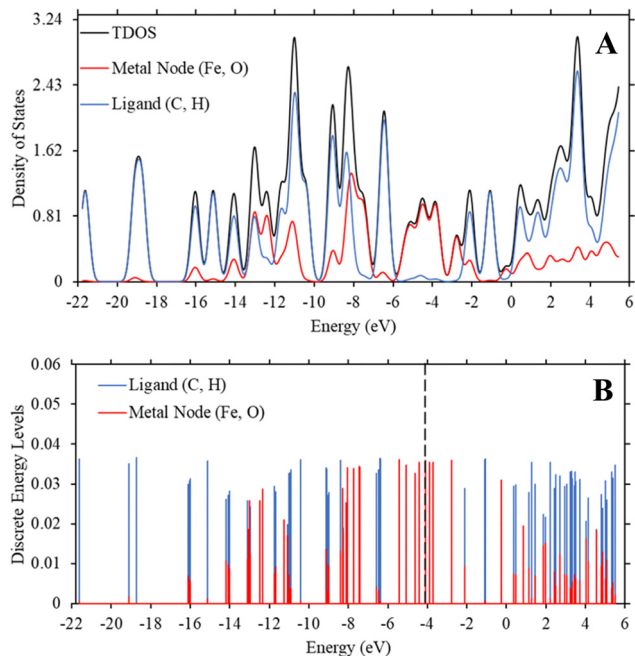 3.24
2.43
1.62
0.81
0
Density of States
TDOS
Metal Node (Fe, O)
Ligand (C, H)
A
-22 -20 -18 -16 -14 -12 -10 -8 -6 -4 -2 0 2 4 6
Energy (eV)
0.06
0.05
0.04
0.03
0.02
0.01
0
Discrete Energy Levels
Ligand (C, H)
Metal Node (Fe, O)
B
-22 -20 -18 -16 -14 -12 -10 -8 -6 -4 -2 0 2 4 6
Energy (eV)